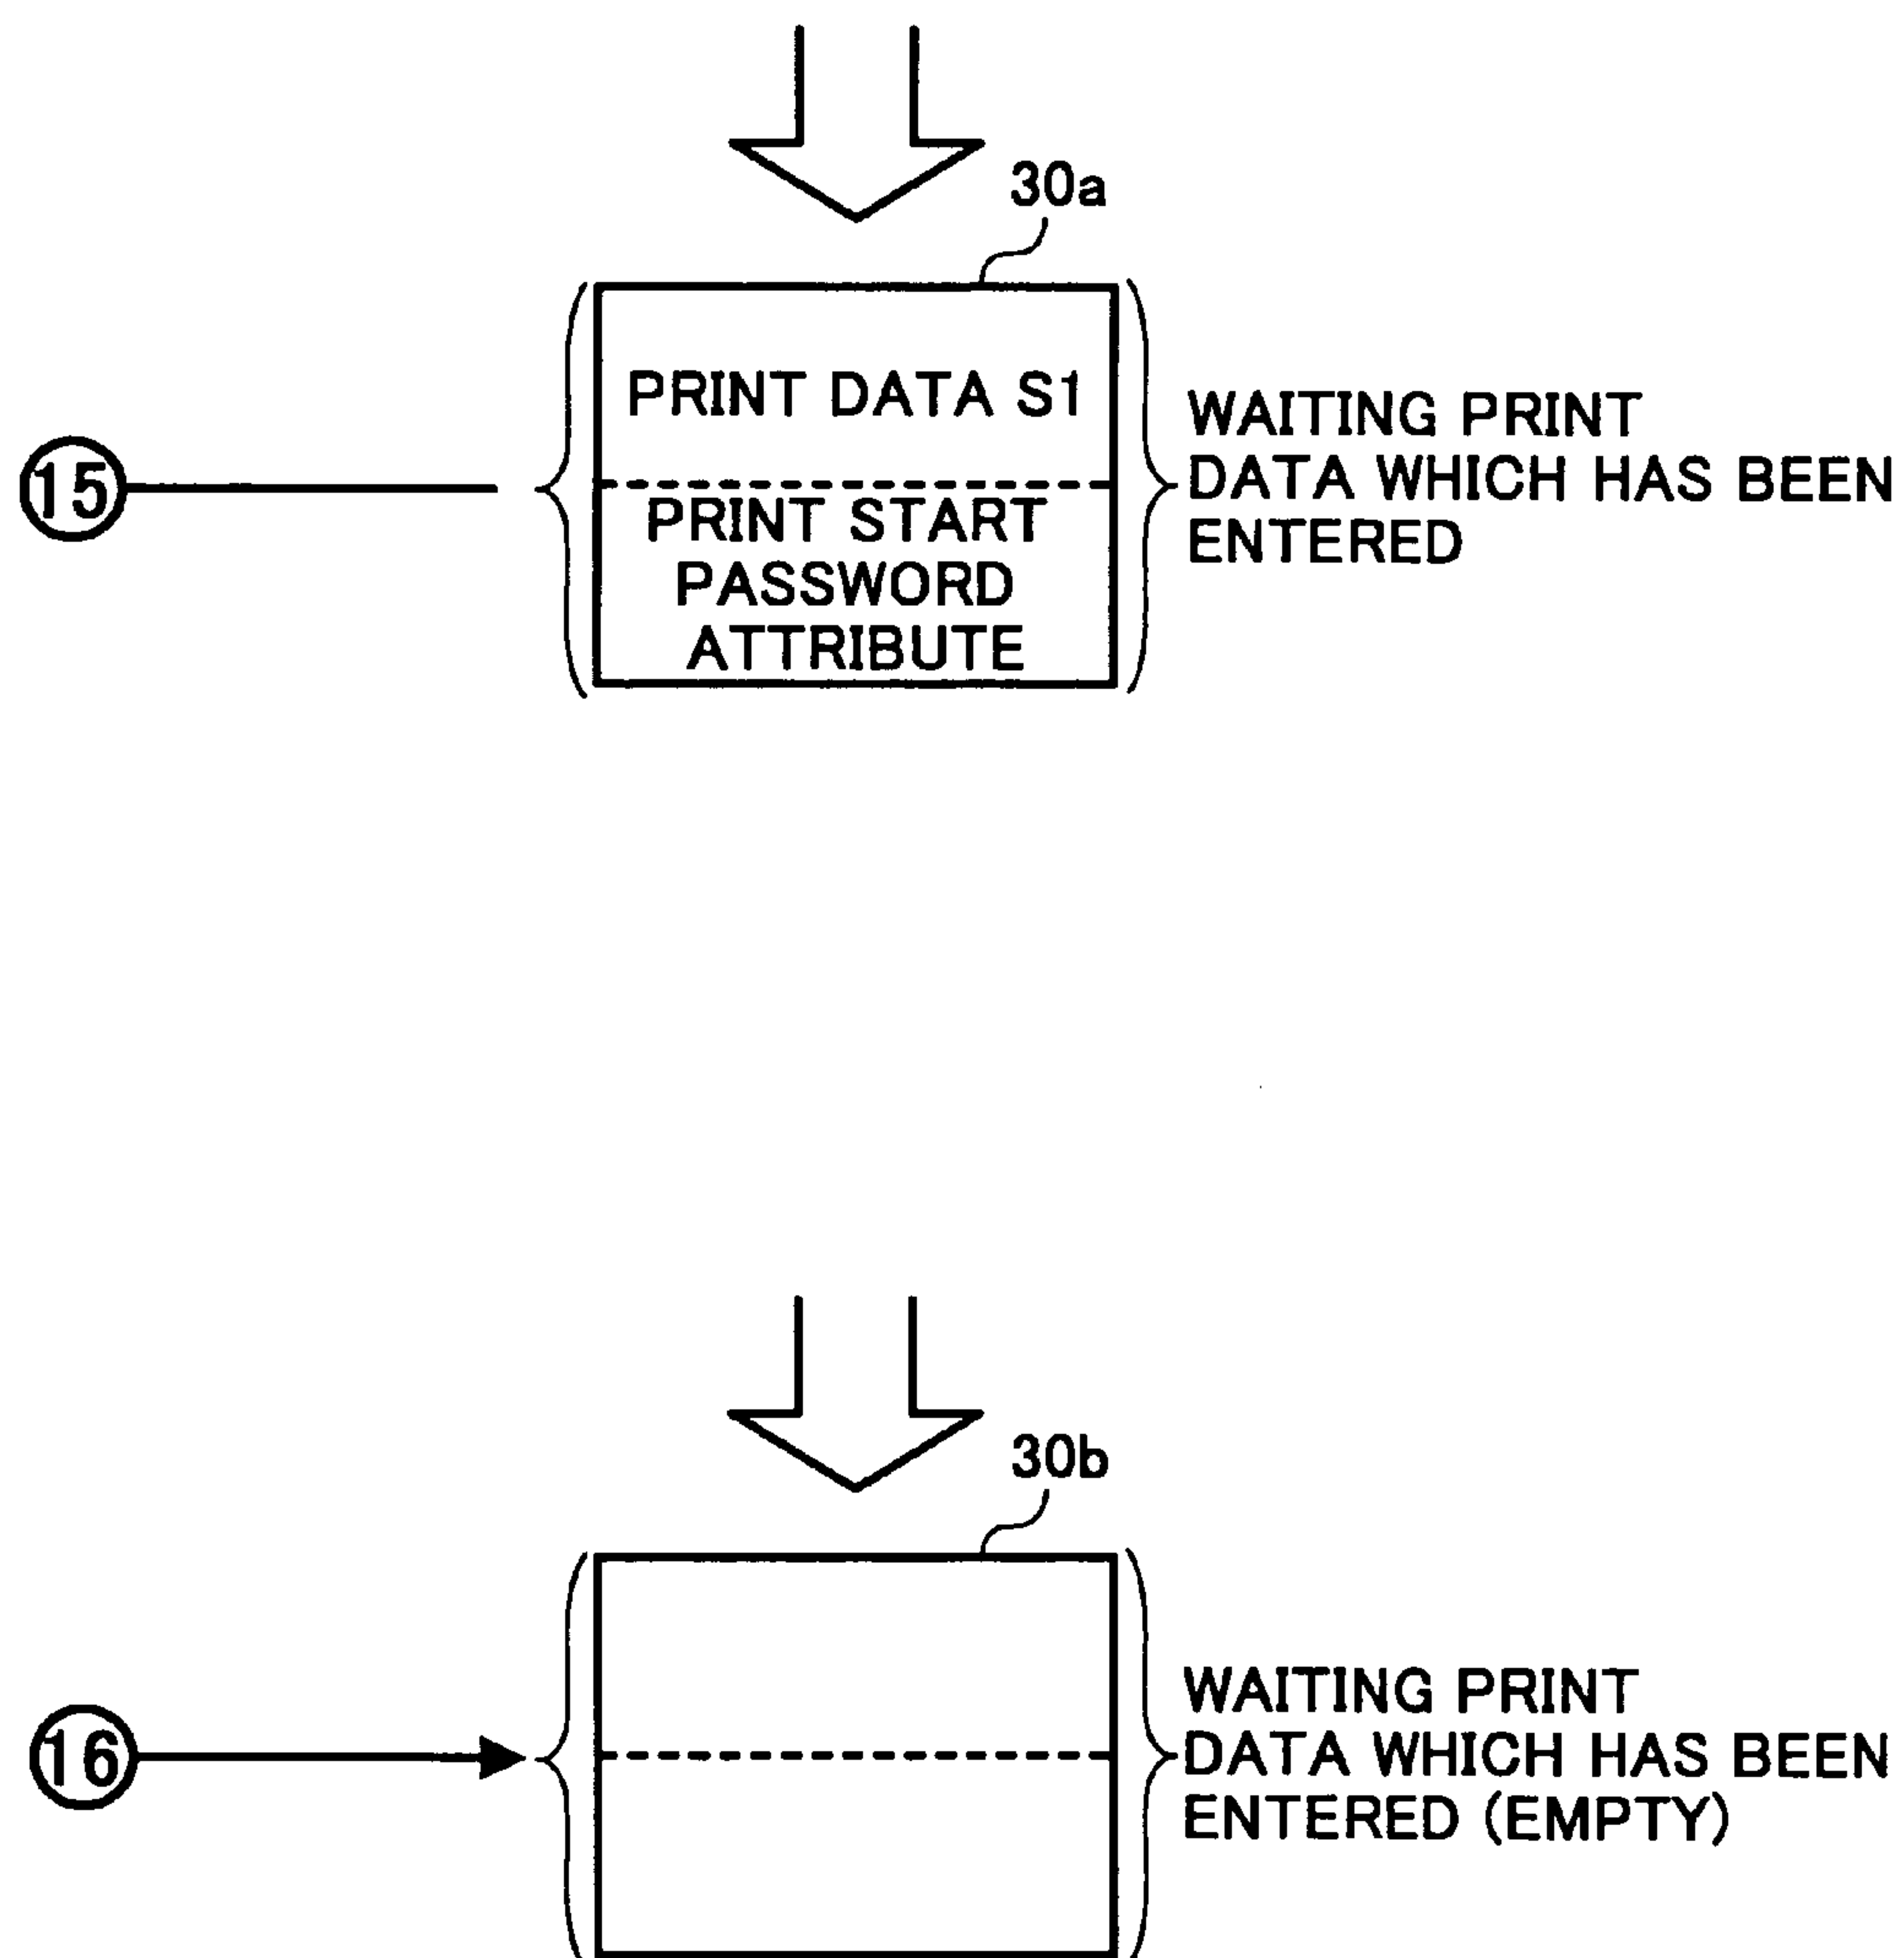 30a
PRINT DATA S1
PRINT START
PASSWORD
ATTRIBUTE
15
WAITING PRINT
DATA WHICH HAS BEEN
ENTERED
30b
16
WAITING PRINT
DATA WHICH HAS BEEN
ENTERED (EMPTY)